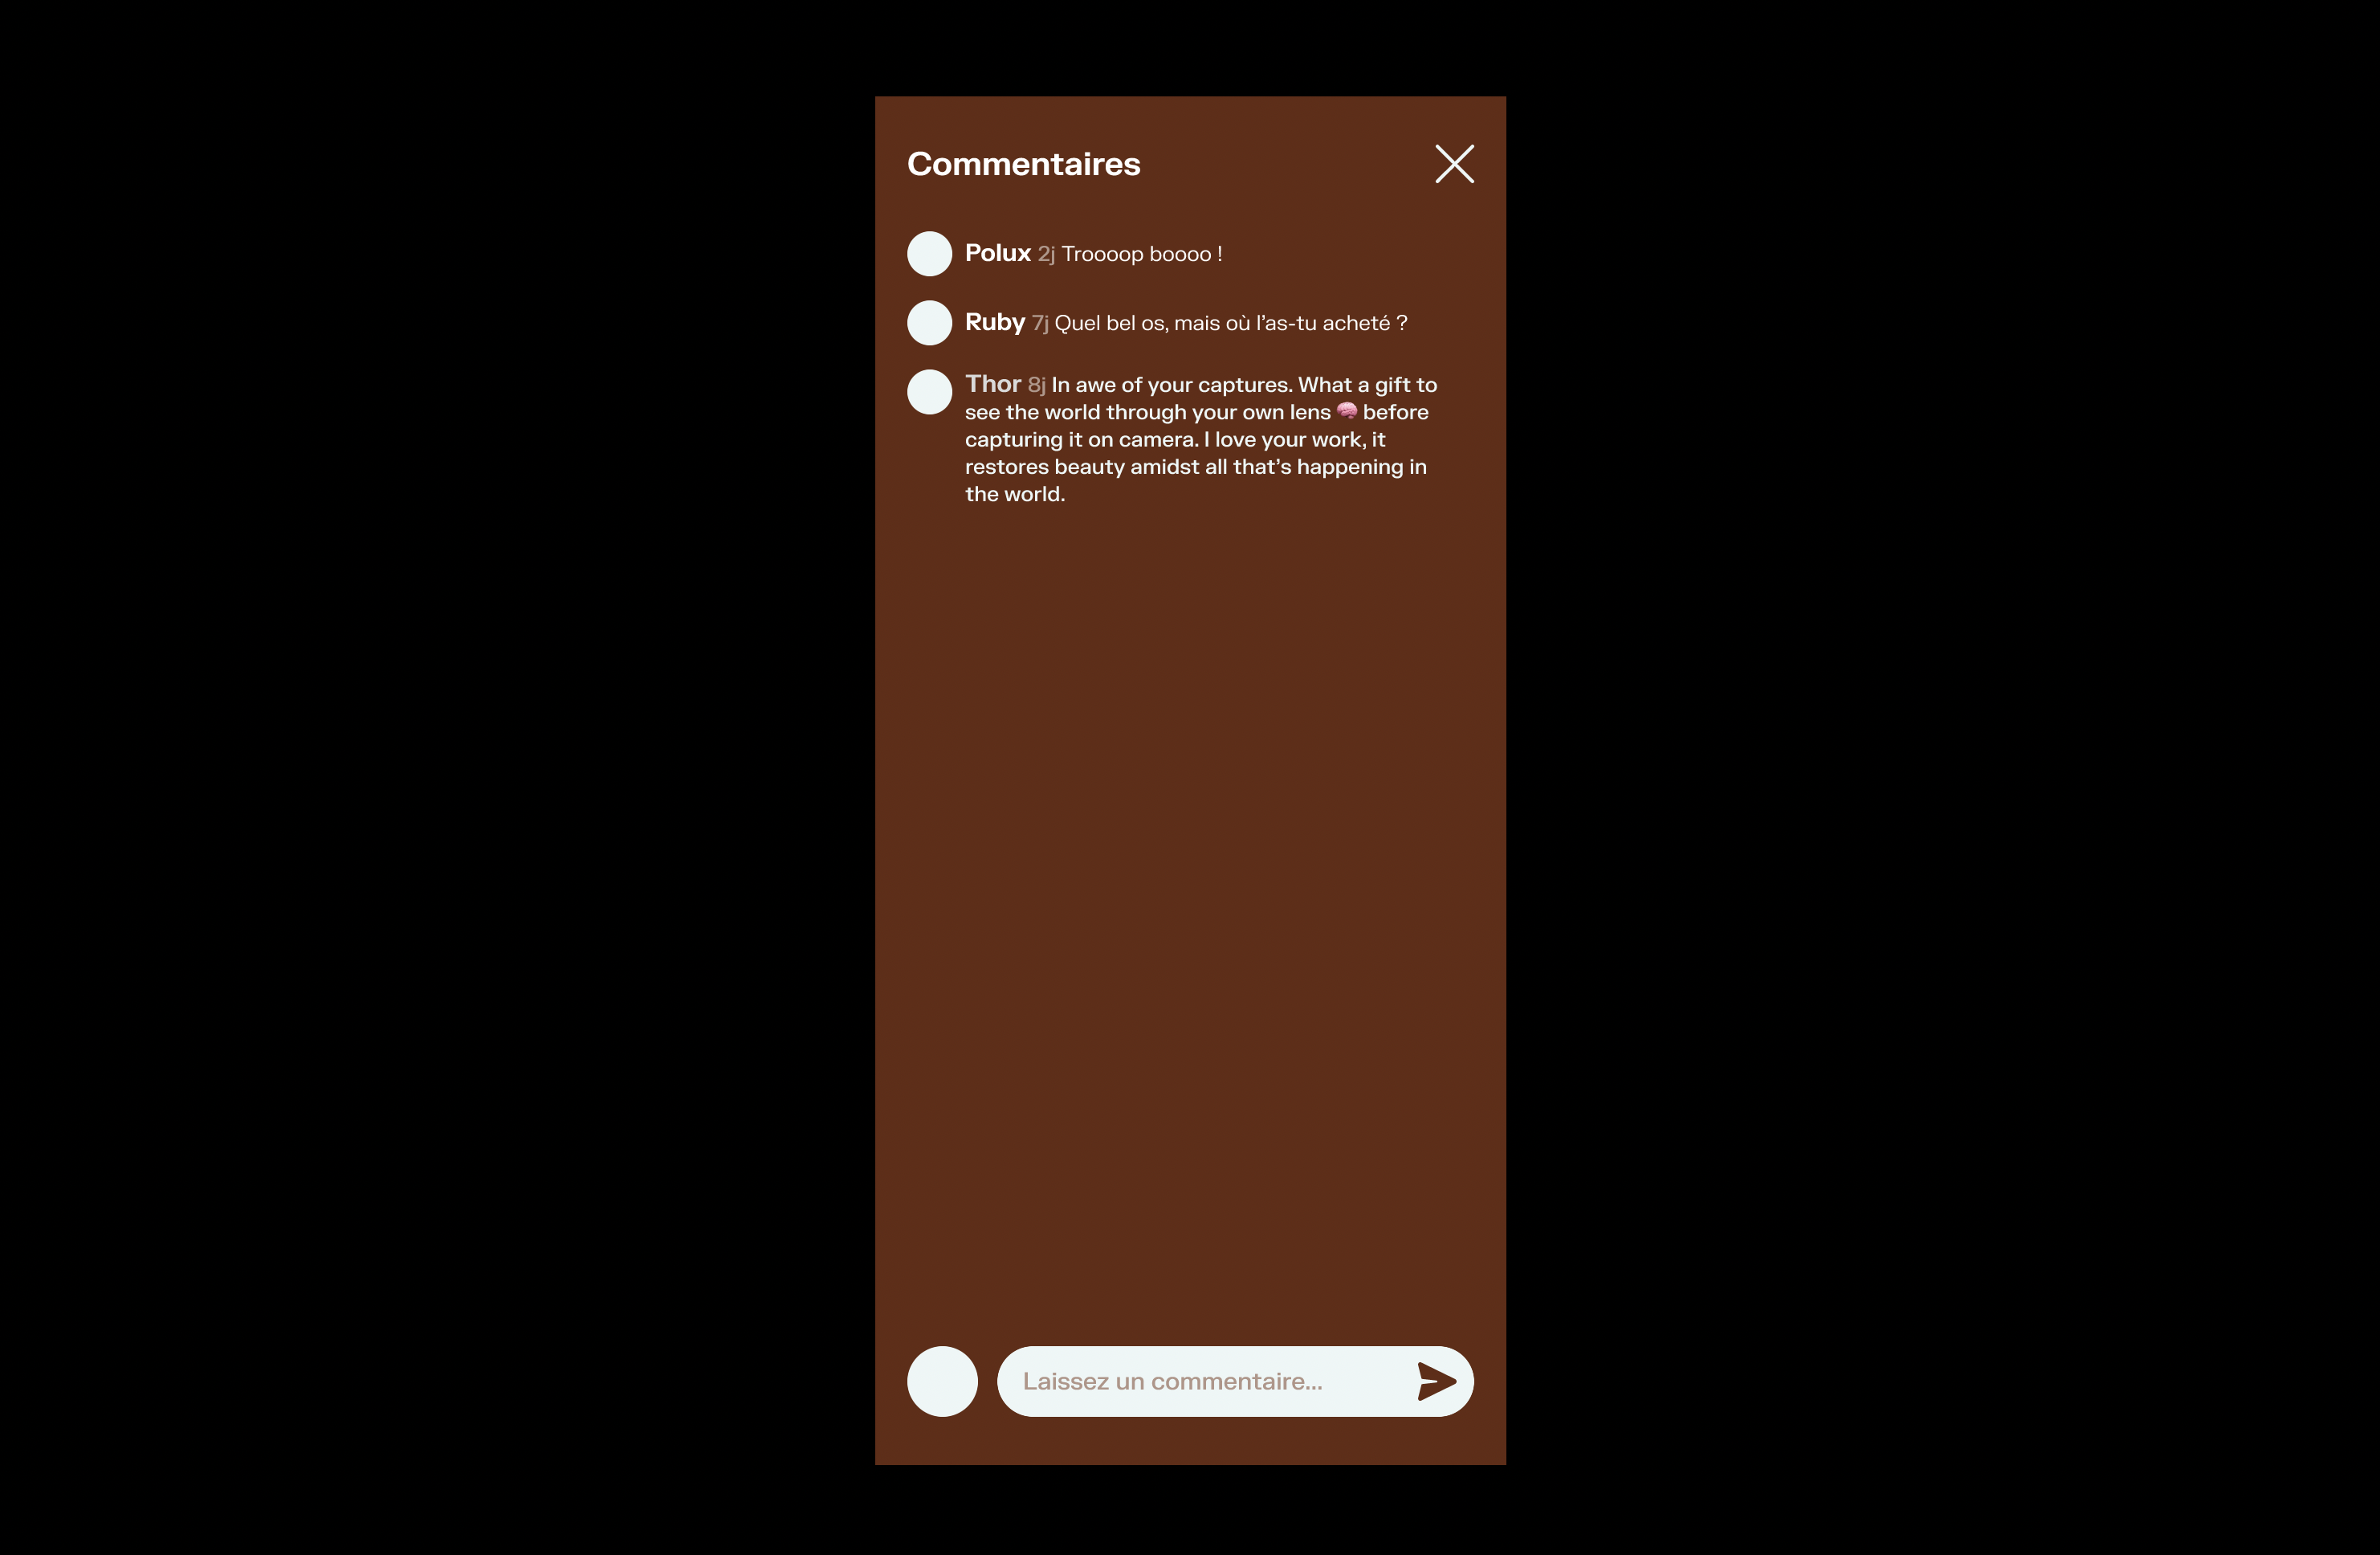 Commentaires
Polux 2j Troooop boooo !
Ruby 7j Quel bel os, mais où l’as-tu acheté ?
Thor 8j In awe of your captures. What a gift to
see the world through your own lens 🧠 before
capturing it on camera. I love your work, it
restores beauty amidst all that’s happening in
the world.
Laissez un commentaire...